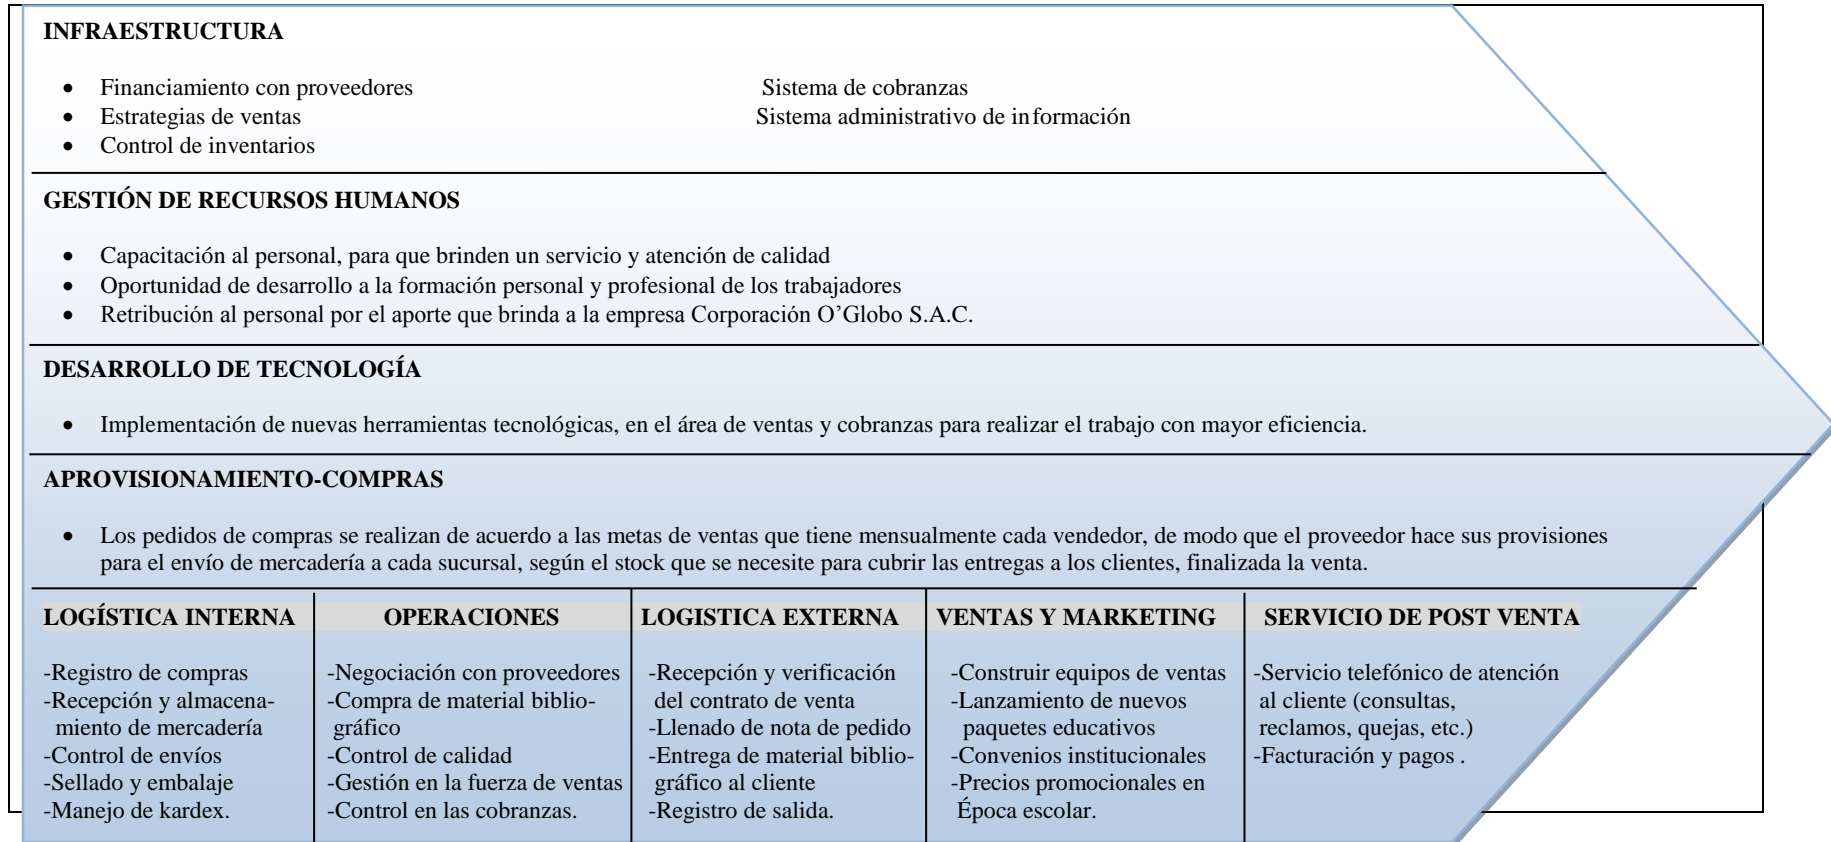 INFRAESTRUCTURA
• Financiamiento con proveedores Sistema de cobranzas
• Estrategias de ventas Sistema administrativo de información
• Control de inventarios
GESTIÓN DE RECURSOS HUMANOS
• Capacitación al personal, para que brinden un servicio y atención de calidad
• Oportunidad de desarrollo a la formación personal y profesional de los trabajadores
• Retribución al personal por el aporte que brinda a la empresa Corporación O’Globo S.A.C.
DESARROLLO DE TECNOLOGÍA
• Implementación de nuevas herramientas tecnológicas, en el área de ventas y cobranzas para realizar el trabajo con mayor eficiencia.
APROVISIONAMIENTO-COMPRAS
• Los pedidos de compras se realizan de acuerdo a las metas de ventas que tiene mensualmente cada vendedor, de modo que el proveedor hace sus provisiones
para el envío de mercadería a cada sucursal, según el stock que se necesite para cubrir las entregas a los clientes, finalizada la venta.
LOGÍSTICA INTERNA
-Registro de compras
-Recepción y almacena-
miento de mercadería
-Control de envíos
-Sellado y embalaje
-Manejo de kardex.
OPERACIONES
-Negociación con proveedores
-Compra de material biblio-
gráfico
-Control de calidad
-Gestión en la fuerza de ventas
-Control en las cobranzas.
LOGISTICA EXTERNA
-Recepción y verificación
del contrato de venta
-Llenado de nota de pedido
-Entrega de material biblio-
gráfico al cliente
-Registro de salida.
VENTAS Y MARKETING
-Construir equipos de ventas
-Lanzamiento de nuevos
paquetes educativos
-Convenios institucionales
-Precios promocionales en
Época escolar.
SERVICIO DE POST VENTA
-Servicio telefónico de atención
al cliente (consultas,
reclamos, quejas, etc.)
-Facturación y pagos .